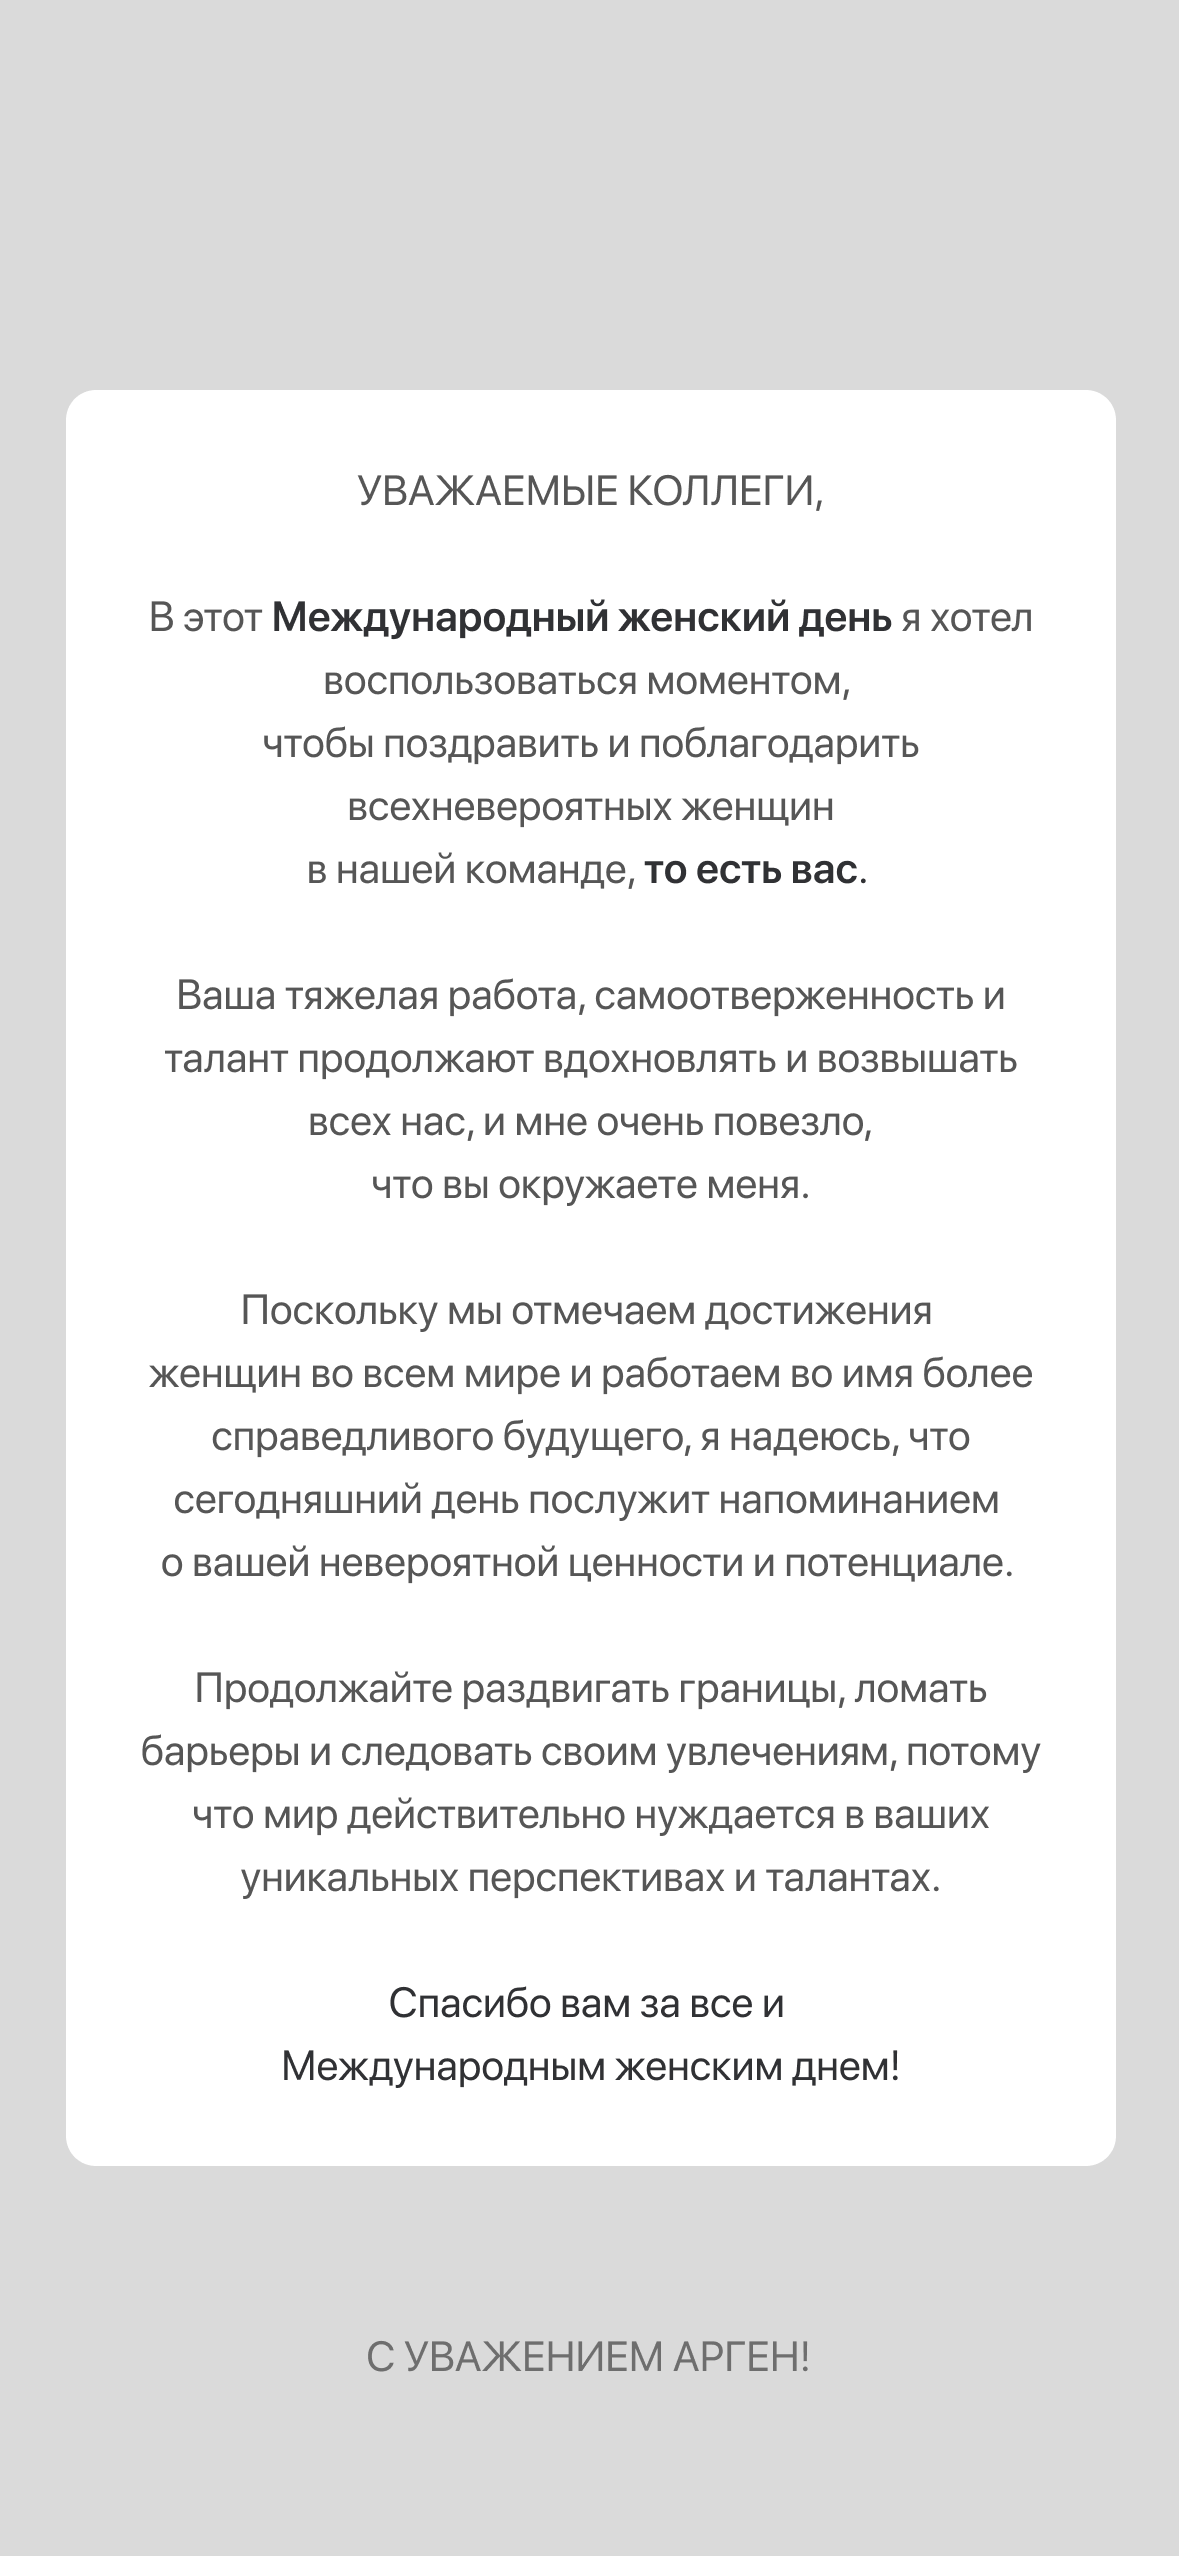 УВАЖАЕМЫЕ КОЛЛЕГИ,
В этот Международный женский день я хотел
воспользоваться моментом,
чтобы поздравить и поблагодарить
всехневероятных женщин
в нашей команде, то есть вас.
Ваша тяжелая работа, самоотверженность и
талант продолжают вдохновлять и возвышать
всех нас, и мне очень повезло,
что вы окружаете меня.
Поскольку мы отмечаем достижения
женщин во всем мире и работаем во имя более
справедливого будущего, я надеюсь, что
сегодняшний день послужит напоминанием
о вашей невероятной ценности и потенциале.
Продолжайте раздвигать границы, ломать
барьеры и следовать своим увлечениям, потому
что мир действительно нуждается в ваших
уникальных перспективах и талантах.
Спасибо вам за все и
Международным женским днем!
С УВАЖЕНИЕМ АРГЕН!